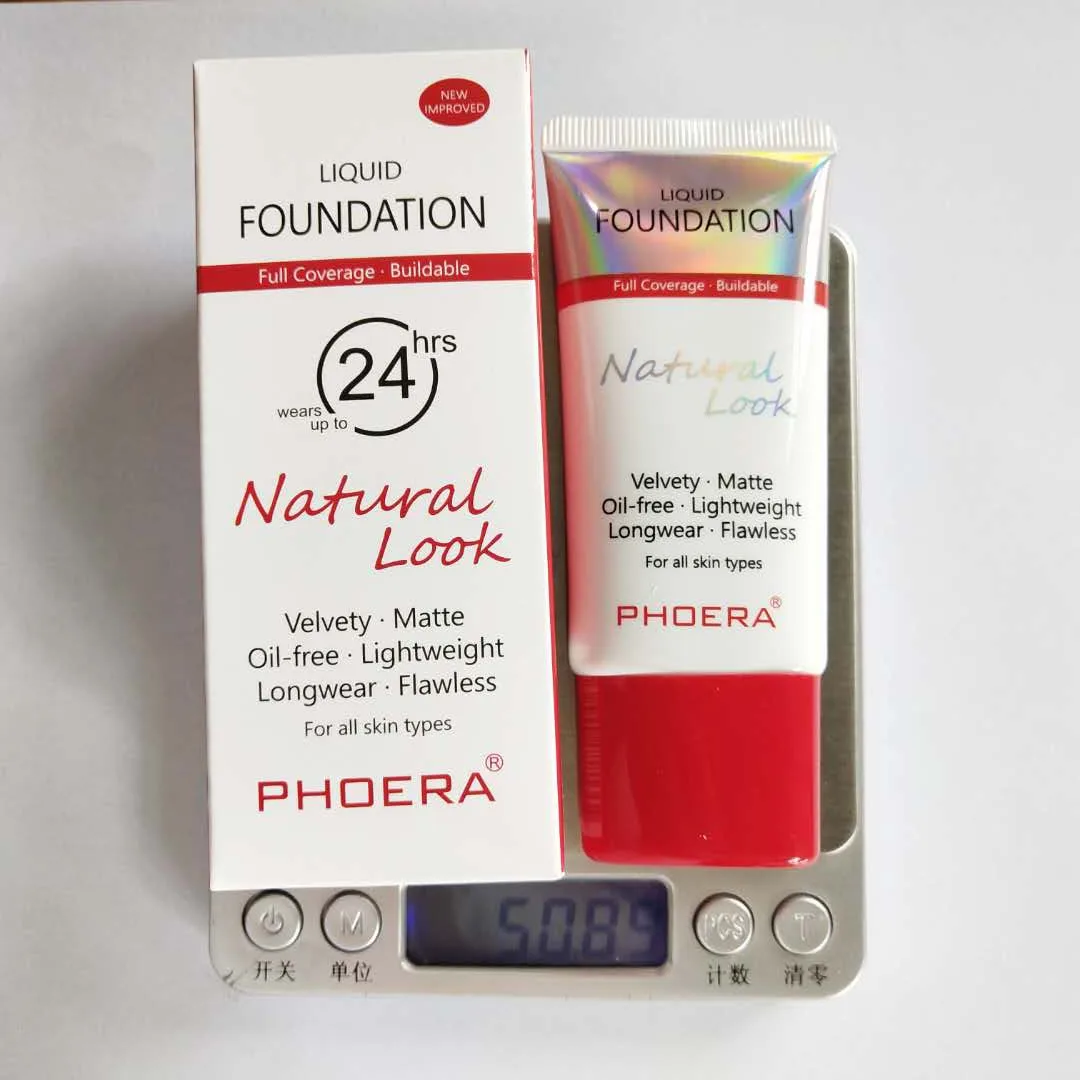 NEW
IMPROVED
LIQUID
FOUNDATION
Full Coverage · Buildable
wears
up to
24
hrs
Natural
Look
Velvety · Matte
Oil-free · Lightweight
Longwear · Flawless
For all skin types
PHOERA®
LIQUID
FOUNDATION
Full Coverage · Buildable
Natural
Look
Velvety · Matte
Oil-free · Lightweight
Longwear · Flawless
For all skin types
PHOERA®
M
50.89
PCS
T
开关
单位
计数
清零